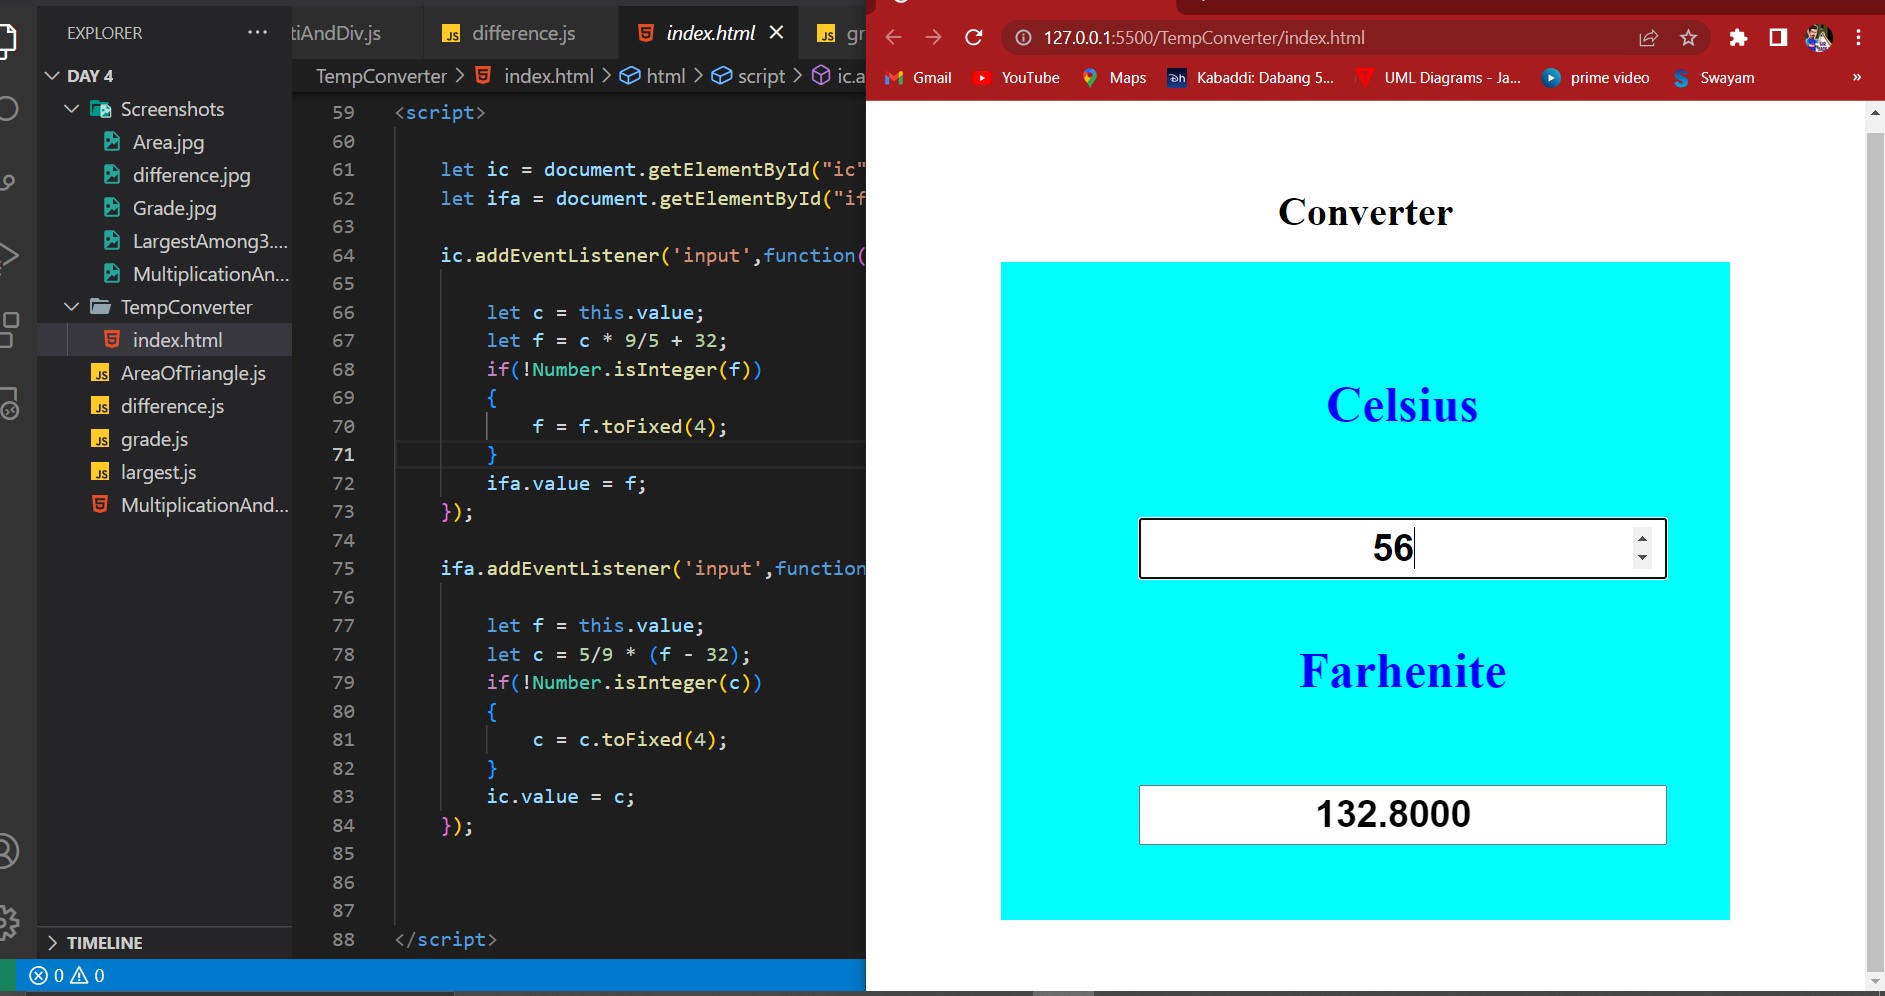 EXPLORER
DAY 4
Screenshots
Area.jpg
difference.jpg
Grade.jpg
LargestAmong3....
MultiplicationAn...
TempConverter
index.html
AreaOfTriangle.js
difference.js
grade.js
largest.js
MultiplicationAnd...
TIMELINE
0 0
tiAndDiv.js
difference.js
index.html
gr
TempConverter > index.html > html > script > ic.a
59 <script>
60
61 let ic = document.getElementById("ic"
62 let ifa = document.getElementById("if
63
64 ic.addEventListener('input',function(
65
66 let c = this.value;
67 let f = c * 9/5 + 32;
68 if(!Number.isInteger(f))
69 {
70 f = f.toFixed(4);
71 }
72 ifa.value = f;
73 });
74
75 ifa.addEventListener('input',function
76
77 let f = this.value;
78 let c = 5/9 * (f - 32);
79 if(!Number.isInteger(c))
80 {
81 c = c.toFixed(4);
82 }
83 ic.value = c;
84 });
85
86
87
88 </script>
127.0.0.1:5500/TempConverter/index.html
Gmail YouTube Maps Kabaddi: Dabang 5... UML Diagrams - Ja... prime video Swayam »
Converter
Celsius
56
Farhenite
132.8000